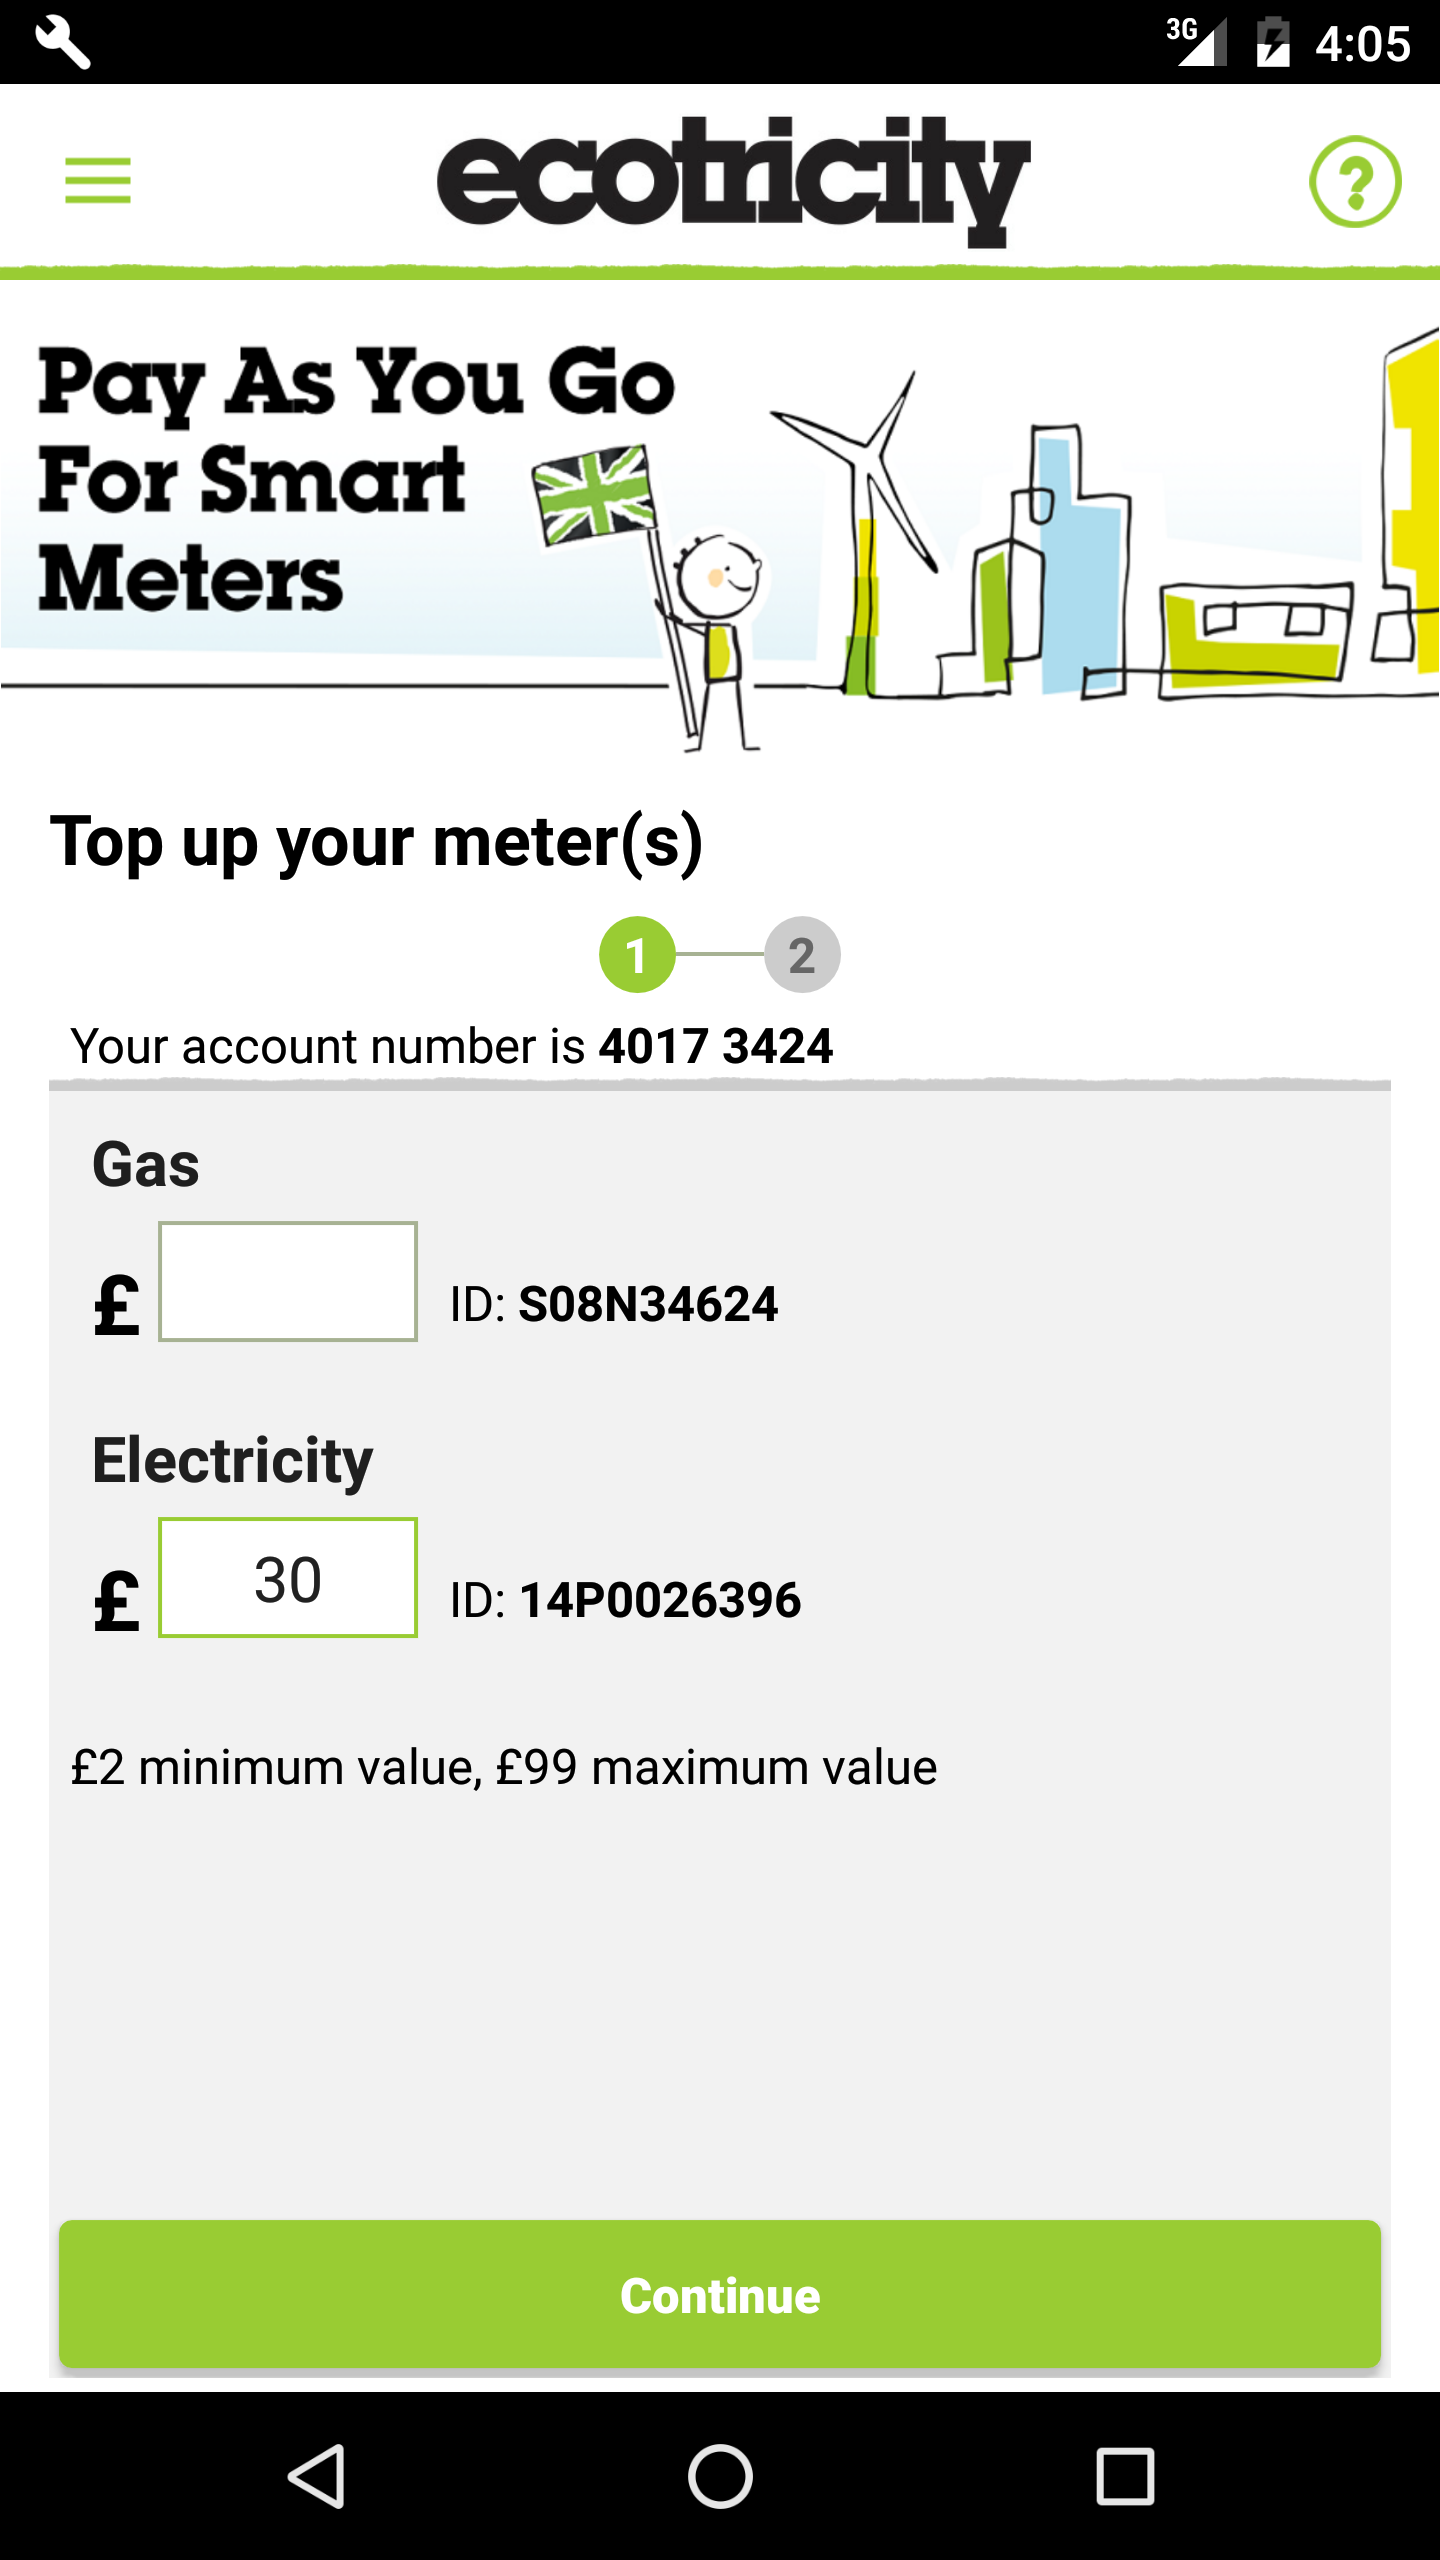 3G 4:05
ecotricity
?
Pay As You Go
For Smart
Meters
Top up your meter(s)
1 2
Your account number is 4017 3424
Gas
£ ID: S08N34624
Electricity
£ 30 ID: 14P0026396
£2 minimum value, £99 maximum value
Continue